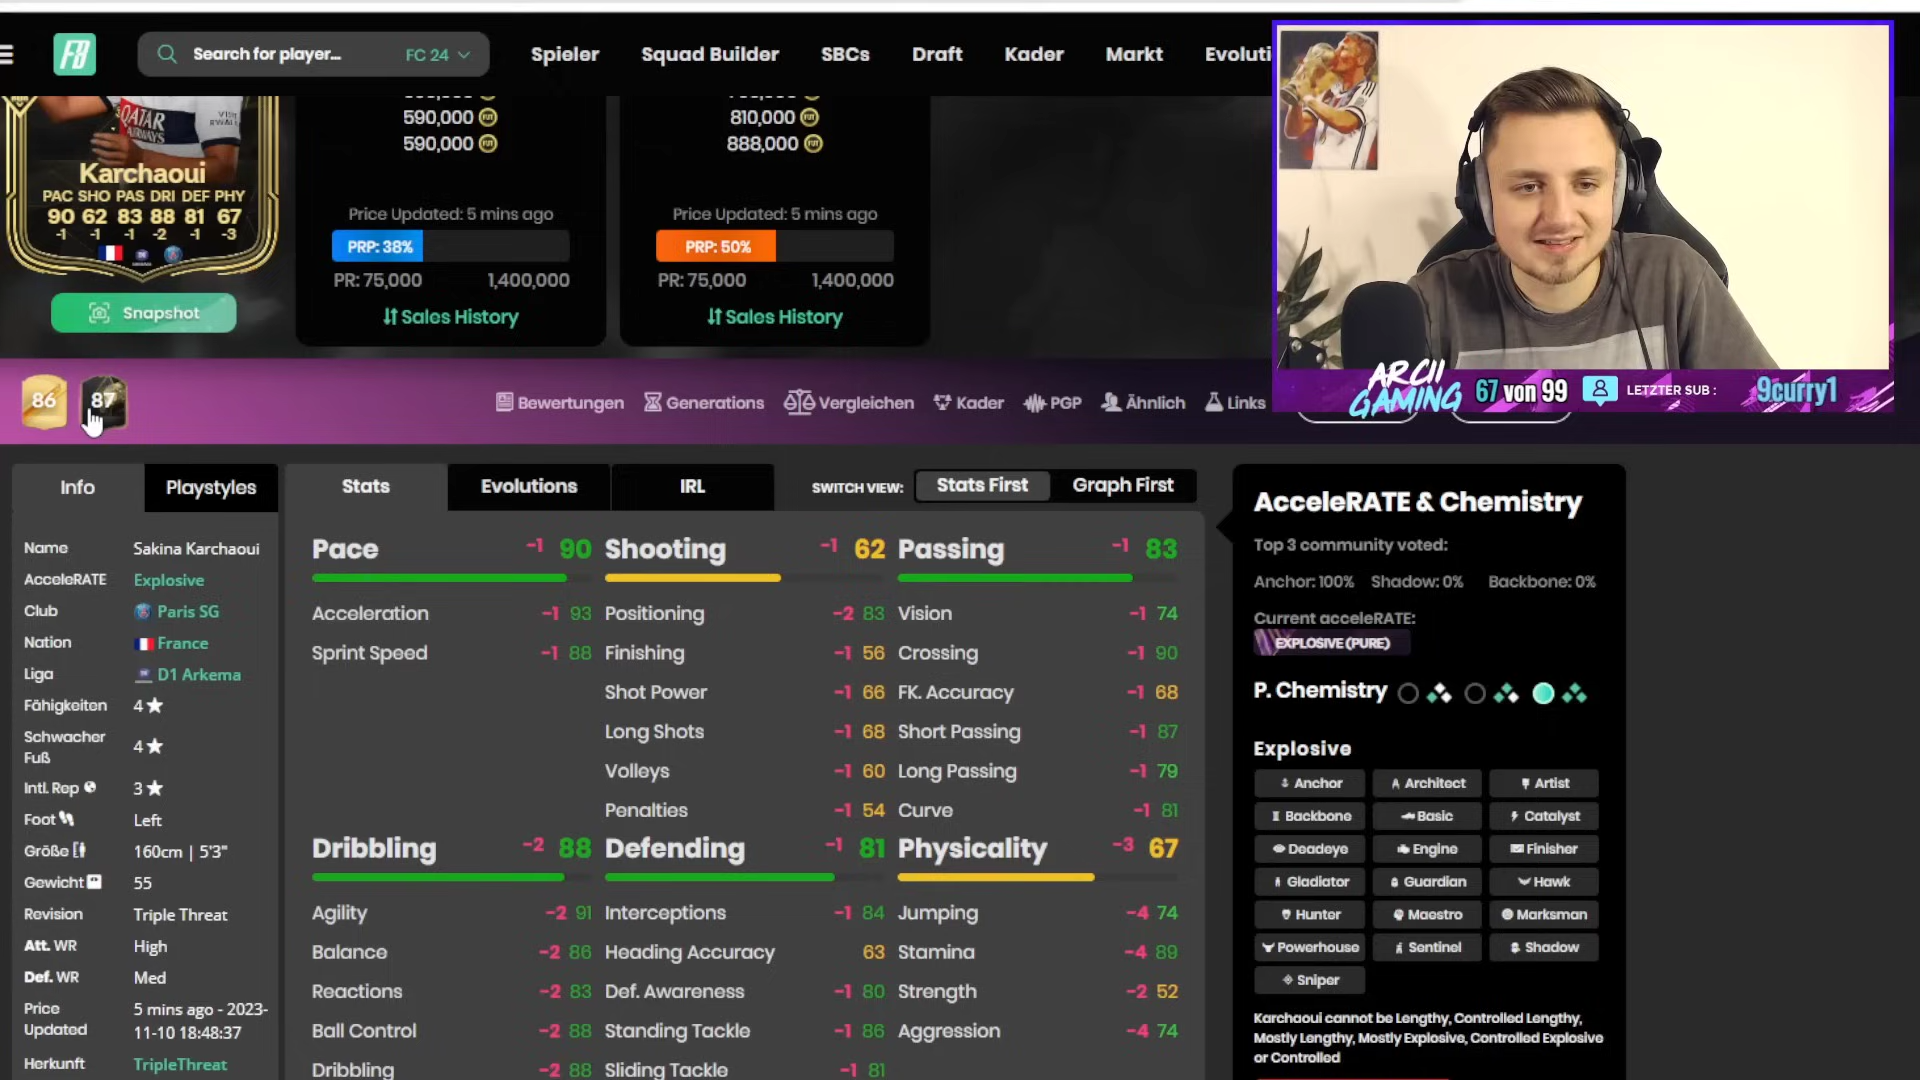 Search for player...
FC 24
Spieler
Squad Builder
SBCs
Draft
Kader
Markt
Evoluti
QATAR
AIRWAYS
Karchaoui
PAC SHO PAS DRI DEF PHY
90 62 83 88 81 67
-1 -1 -1 -2 -1 -3
Snapshot
590,000
590,000
Price Updated: 5 mins ago
PRP: 38%
PR: 75,000 1,400,000
Sales History
810,000
888,000
Price Updated: 5 mins ago
PRP: 50%
PR: 75,000 1,400,000
Sales History
ARCII
GAMING
67 von 99
LETZTER SUB :
9curry1
86
87
Bewertungen
Generations
Vergleichen
Kader
PGP
Ähnlich
Links
Info
Playstyles
Name Sakina Karchaoui
AcceleRATE Explosive
Club Paris SG
Nation France
Liga D1 Arkema
Fähigkeiten 4★
Schwacher
Fuß 4★
Intl. Rep 3★
Foot Left
Größe 160cm | 5'3"
Gewicht 55
Revision Triple Threat
Att. WR High
Def. WR Med
Price
Updated
5 mins ago - 2023-
11-10 18:48:37
Herkunft TripleThreat
Stats
Evolutions
IRL
SWITCH VIEW:
Stats First
Graph First
Pace -1 90
Acceleration -1 93
Sprint Speed -1 88
Shooting -1 62
Positioning -2 83
Finishing -1 56
Shot Power -1 66
Long Shots -1 68
Volleys -1 60
Penalties -1 54
Passing -1 83
Vision -1 74
Crossing -1 90
FK. Accuracy -1 68
Short Passing -1 87
Long Passing -1 79
Curve -1 81
Dribbling -2 88
Agility -2 91
Balance -2 86
Reactions -2 83
Ball Control -2 88
Dribbling -2 88
Defending -1 81
Interceptions -1 84
Heading Accuracy 63
Def. Awareness -1 80
Standing Tackle -1 86
Sliding Tackle -1 81
Physicality -3 67
Jumping -4 74
Stamina -4 89
Strength -2 52
Aggression -4 74
AcceleRATE & Chemistry
Top 3 community voted:
Anchor: 100% Shadow: 0% Backbone: 0%
Current acceleRATE:
EXPLOSIVE (PURE)
P. Chemistry
Explosive
Anchor Architect Artist
Backbone Basic Catalyst
Deadeye Engine Finisher
Gladiator Guardian Hawk
Hunter Maestro Marksman
Powerhouse Sentinel Shadow
Sniper
Karchaoui cannot be Lengthy, Controlled Lengthy,
Mostly Lengthy, Mostly Explosive, Controlled Explosive
or Controlled